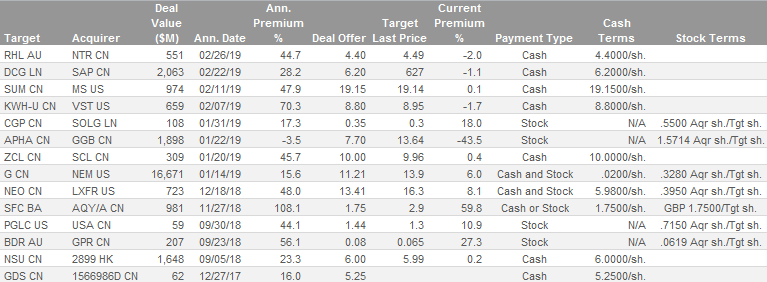 Target Acquirer Deal Value ($M) Ann. Date Ann. Premium % Deal Offer Target Last Price Current Premium % Payment Type Cash Terms Stock Terms
RHL AU NTR CN 551 02/26/19 44.7 4.40 4.49 -2.0 Cash 4.4000/sh.
DCG LN SAP CN 2,063 02/22/19 28.2 6.20 627 -1.1 Cash 6.2000/sh.
SUM CN MS US 974 02/11/19 47.9 19.15 19.14 0.1 Cash 19.1500/sh.
KWH-U CN VST US 659 02/07/19 70.3 8.80 8.95 -1.7 Cash 8.8000/sh.
CGP CN SOLG LN 108 01/31/19 17.3 0.35 0.3 18.0 Stock N/A .5500 Aqr sh./Tgt sh.
APHA CN GGB CN 1,898 01/22/19 -3.5 7.70 13.64 -43.5 Stock N/A 1.5714 Aqr sh./Tgt sh.
ZCL CN SCL CN 309 01/20/19 45.7 10.00 9.96 0.4 Cash 10.0000/sh.
G CN NEM US 16,671 01/14/19 15.6 11.21 13.9 6.0 Cash and Stock .0200/sh. .3280 Aqr sh./Tgt sh.
NEO CN LXFR US 723 12/18/18 48.0 13.41 16.3 8.1 Cash and Stock 5.9800/sh. .3950 Aqr sh./Tgt sh.
SFC BA AQY/A CN 981 11/27/18 108.1 1.75 2.9 59.8 Cash or Stock 1.7500/sh. GBP 1.7500/Tgt sh.
PGLC US USA CN 59 09/30/18 44.1 1.44 1.3 10.9 Stock N/A .7150 Aqr sh./Tgt sh.
BDR AU GPR CN 207 09/23/18 56.1 0.08 0.065 27.3 Stock N/A .0619 Aqr sh./Tgt sh.
NSU CN 2899 HK 1,648 09/05/18 23.3 6.00 5.99 0.2 Cash 6.0000/sh.
GDS CN 1566986D CN 62 12/27/17 16.0 5.25 Cash 5.2500/sh.